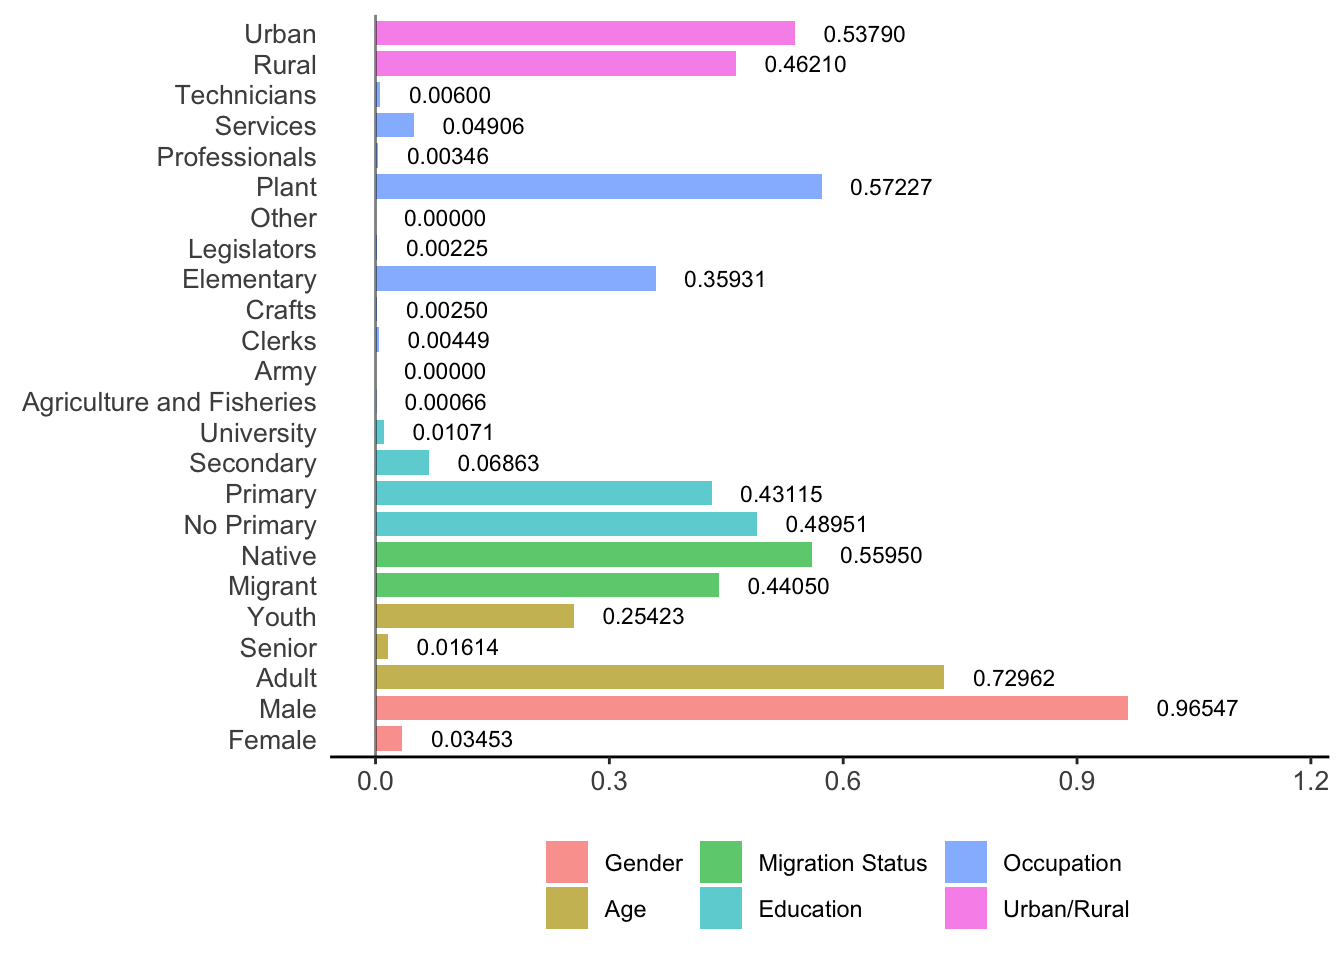 Urban 0.53790
Rural 0.46210
Technicians 0.00600
Services 0.04906
Professionals 0.00346
Plant 0.57227
Other 0.00000
Legislators 0.00225
Elementary 0.35931
Crafts 0.00250
Clerks 0.00449
Army 0.00000
Agriculture and Fisheries 0.00066
University 0.01071
Secondary 0.06863
Primary 0.43115
No Primary 0.48951
Native 0.55950
Migrant 0.44050
Youth 0.25423
Senior 0.01614
Adult 0.72962
Male 0.96547
Female 0.03453
0.0 0.3 0.6 0.9 1.2
Gender Migration Status Occupation
Age Education Urban/Rural